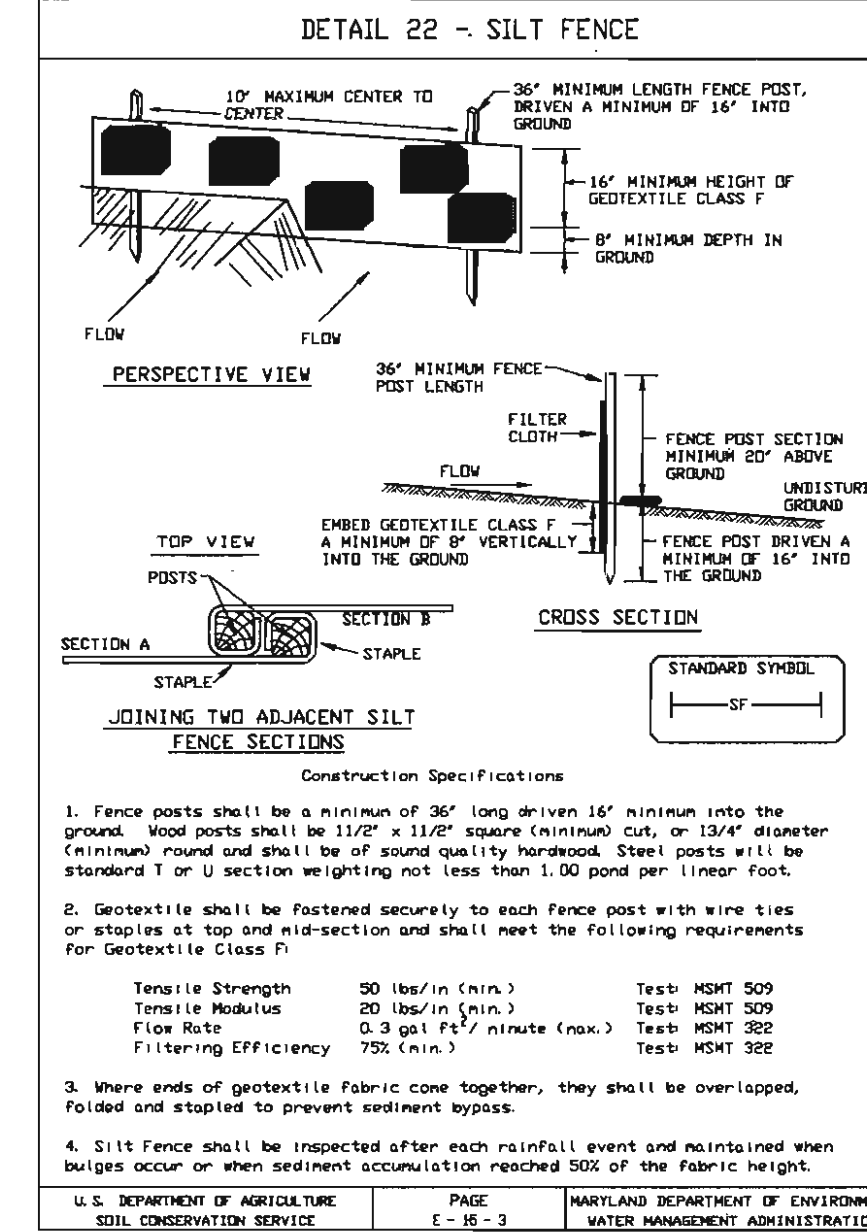 DETAIL 22 -. SILT FENCE
10' MAXIMUM CENTER TO
CENTER
36" MINIMUM LENGTH FENCE POST,
DRIVEN A MINIMUM OF 16" INTO
GROUND
16" MINIMUM HEIGHT OF
GEOTEXTILE CLASS F
8" MINIMUM DEPTH IN
GROUND
FLOW
FLOW
PERSPECTIVE VIEW
36" MINIMUM FENCE
POST LENGTH
FILTER
CLOTH
FLOW
FENCE POST SECTION
MINIMUM 20" ABOVE
GROUND
UNDISTUR
GROUND
EMBED GEOTEXTILE CLASS F
A MINIMUM OF 8" VERTICALLY
INTO THE GROUND
FENCE POST DRIVEN A
MINIMUM OF 16" INTO
THE GROUND
CROSS SECTION
TOP VIEW
POSTS
SECTION B
SECTION A
STAPLE
STAPLE
JOINING TWO ADJACENT SILT
FENCE SECTIONS
STANDARD SYMBOL
SF
Construction Specifications
1. Fence posts shall be a minimum of 36" long driven 16" minimum into the
ground. Wood posts shall be 11/2" x 11/2" square (minimum) cut, or 13/4" diameter
(minimum) round and shall be of sound quality hardwood. Steel posts will be
standard T or U section weighting not less than 1.00 pond per linear foot.
2. Geotextile shall be fastened securely to each fence post with wire ties
or staples at top and mid-section and shall meet the following requirements
for Geotextile Class F:
Tensile Strength 50 lbs/in (min.) Test: MSMT 509
Tensile Modulus 20 lbs/in (min.) Test: MSMT 509
Flow Rate 0.3 gal ft²/ minute (max.) Test: MSMT 322
Filtering Efficiency 75% (min.) Test: MSMT 322
3. Where ends of geotextile fabric come together, they shall be overlapped,
folded and stapled to prevent sediment bypass.
4. Silt Fence shall be inspected after each rainfall event and maintained when
bulges occur or when sediment accumulation reached 50% of the fabric height.
U.S. DEPARTMENT OF AGRICULTURE
SOIL CONSERVATION SERVICE
PAGE
E - 15 - 3
MARYLAND DEPARTMENT OF ENVIRONM
WATER MANAGEMENT ADMINISTRATIO